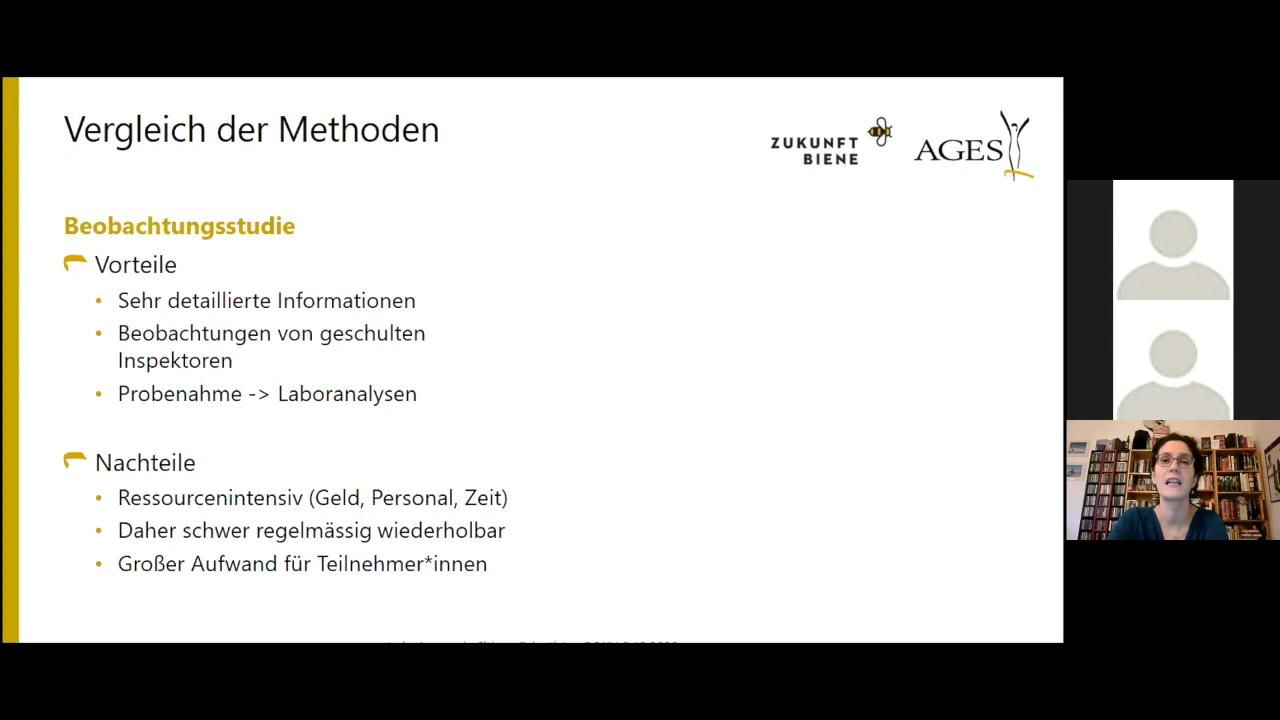 Vergleich der Methoden
ZUKUNFT
BIENE
AGES
Beobachtungsstudie
Vorteile
• Sehr detaillierte Informationen
• Beobachtungen von geschulten
Inspektoren
• Probenahme -> Laboranalysen
Nachteile
• Ressourcenintensiv (Geld, Personal, Zeit)
• Daher schwer regelmässig wiederholbar
• Großer Aufwand für Teilnehmer*innen